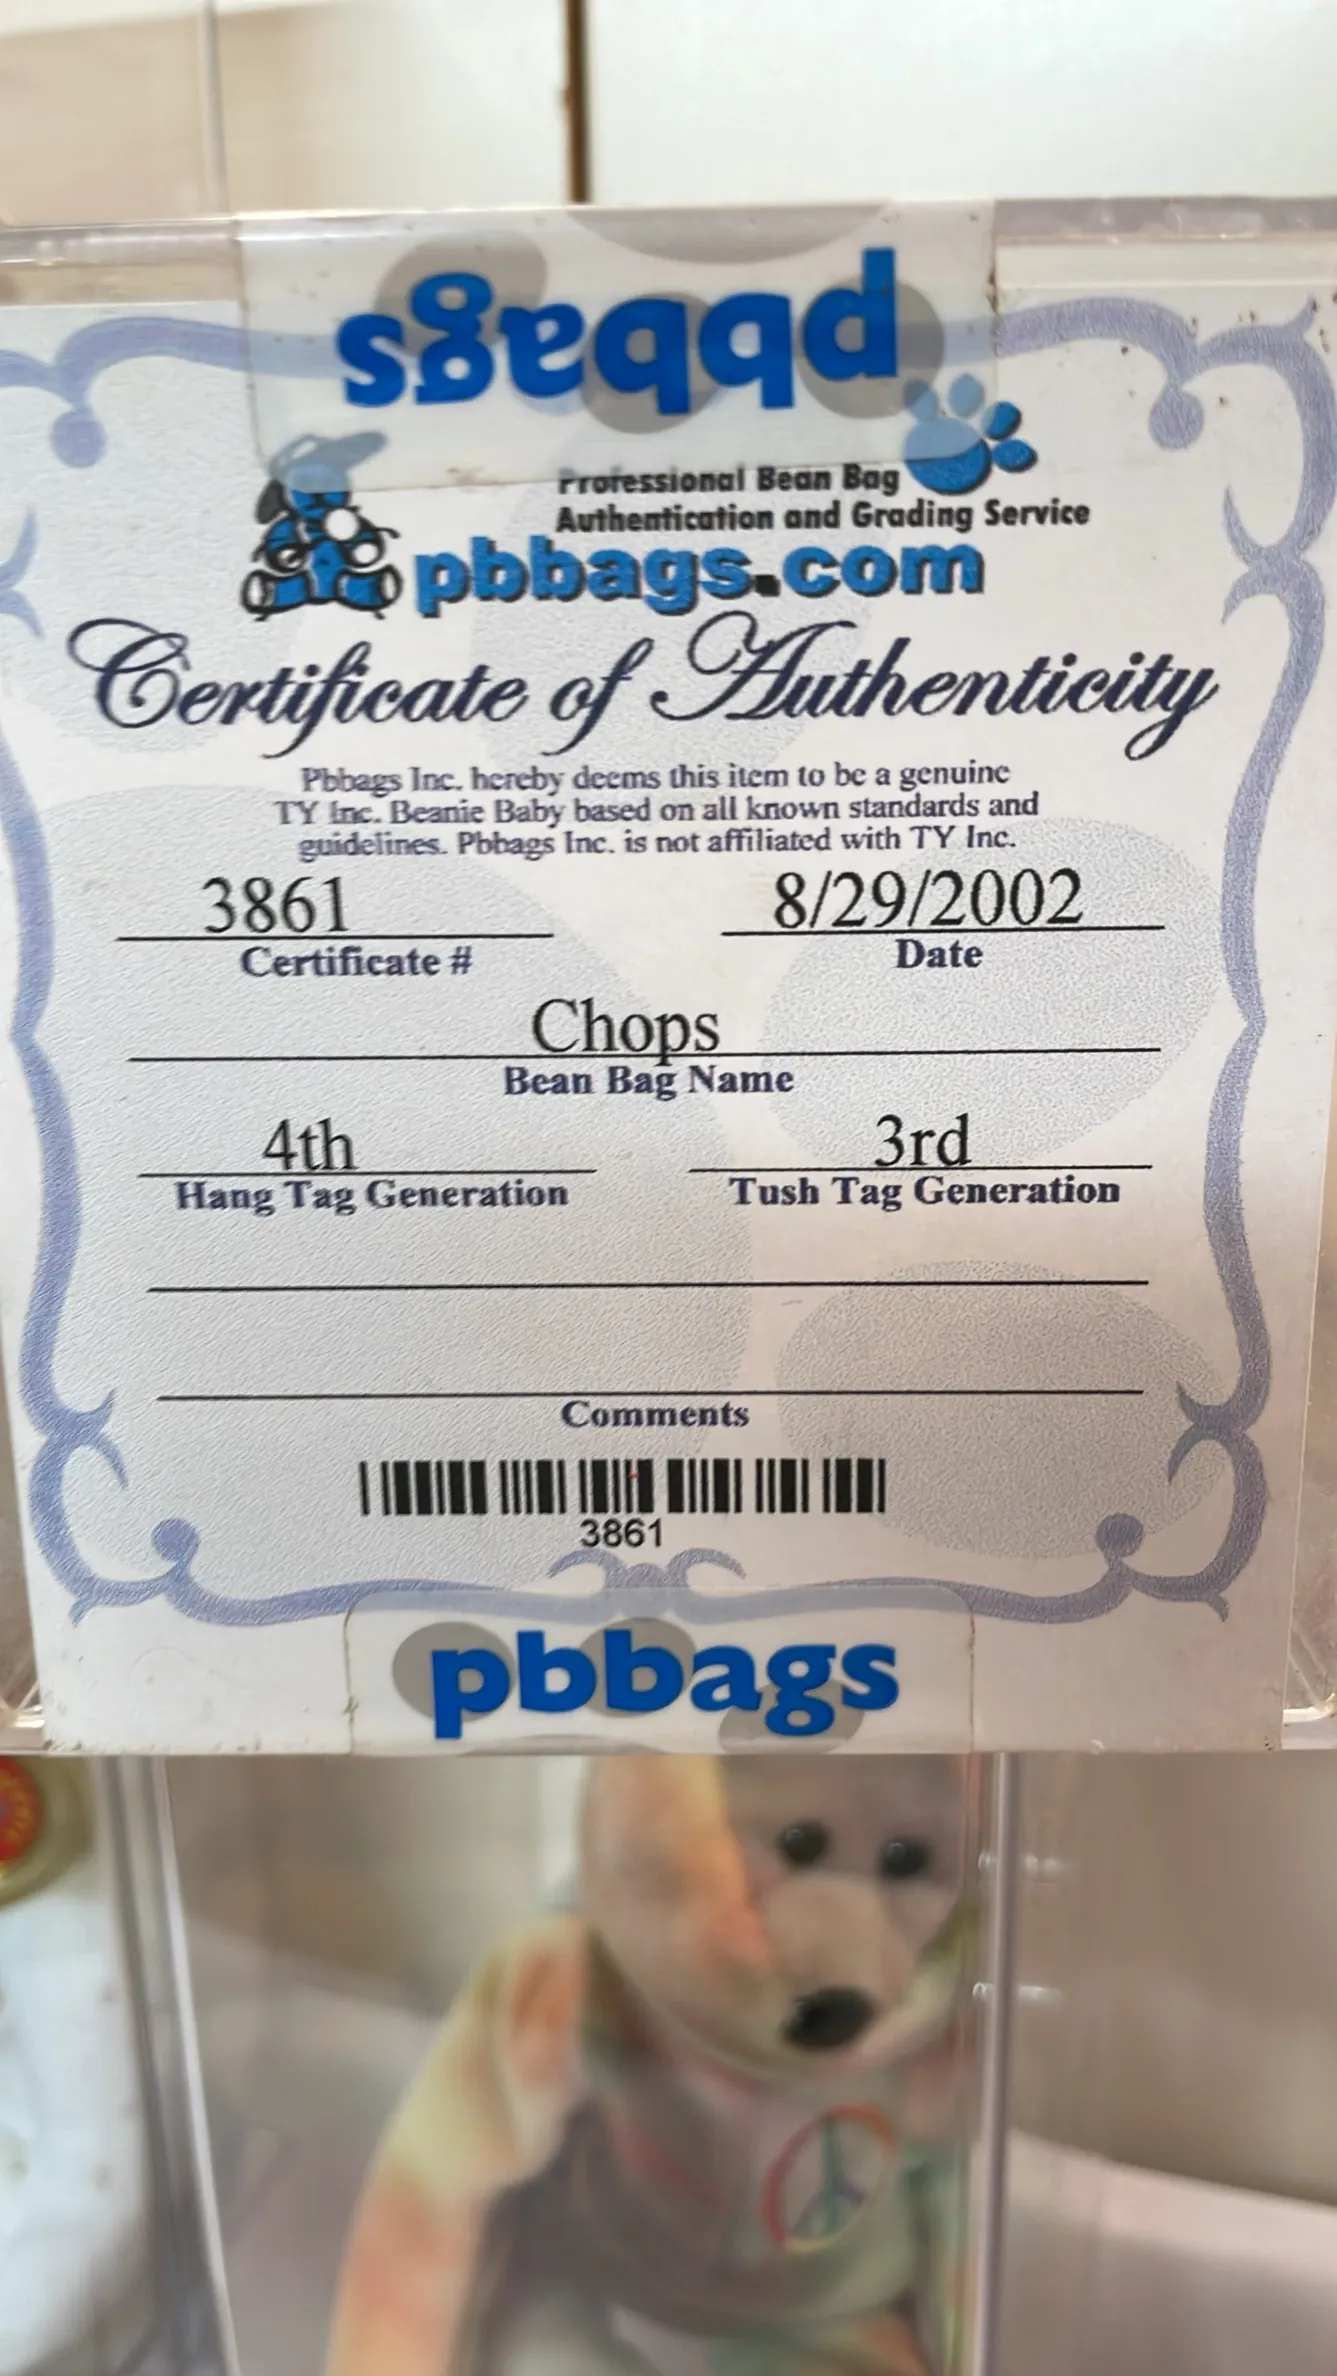 pbbags
Professional Bean Bag
Authentication and Grading Service
pbbags.com
Certificate of Authenticity
Pbbags Inc. hereby deems this item to be a genuine
TY Inc. Beanie Baby based on all known standards and
guidelines. Pbbags Inc. is not affiliated with TY Inc.
3861 8/29/2002
Certificate # Date
Chops
Bean Bag Name
4th 3rd
Hang Tag Generation Tush Tag Generation
Comments
3861
pbbags